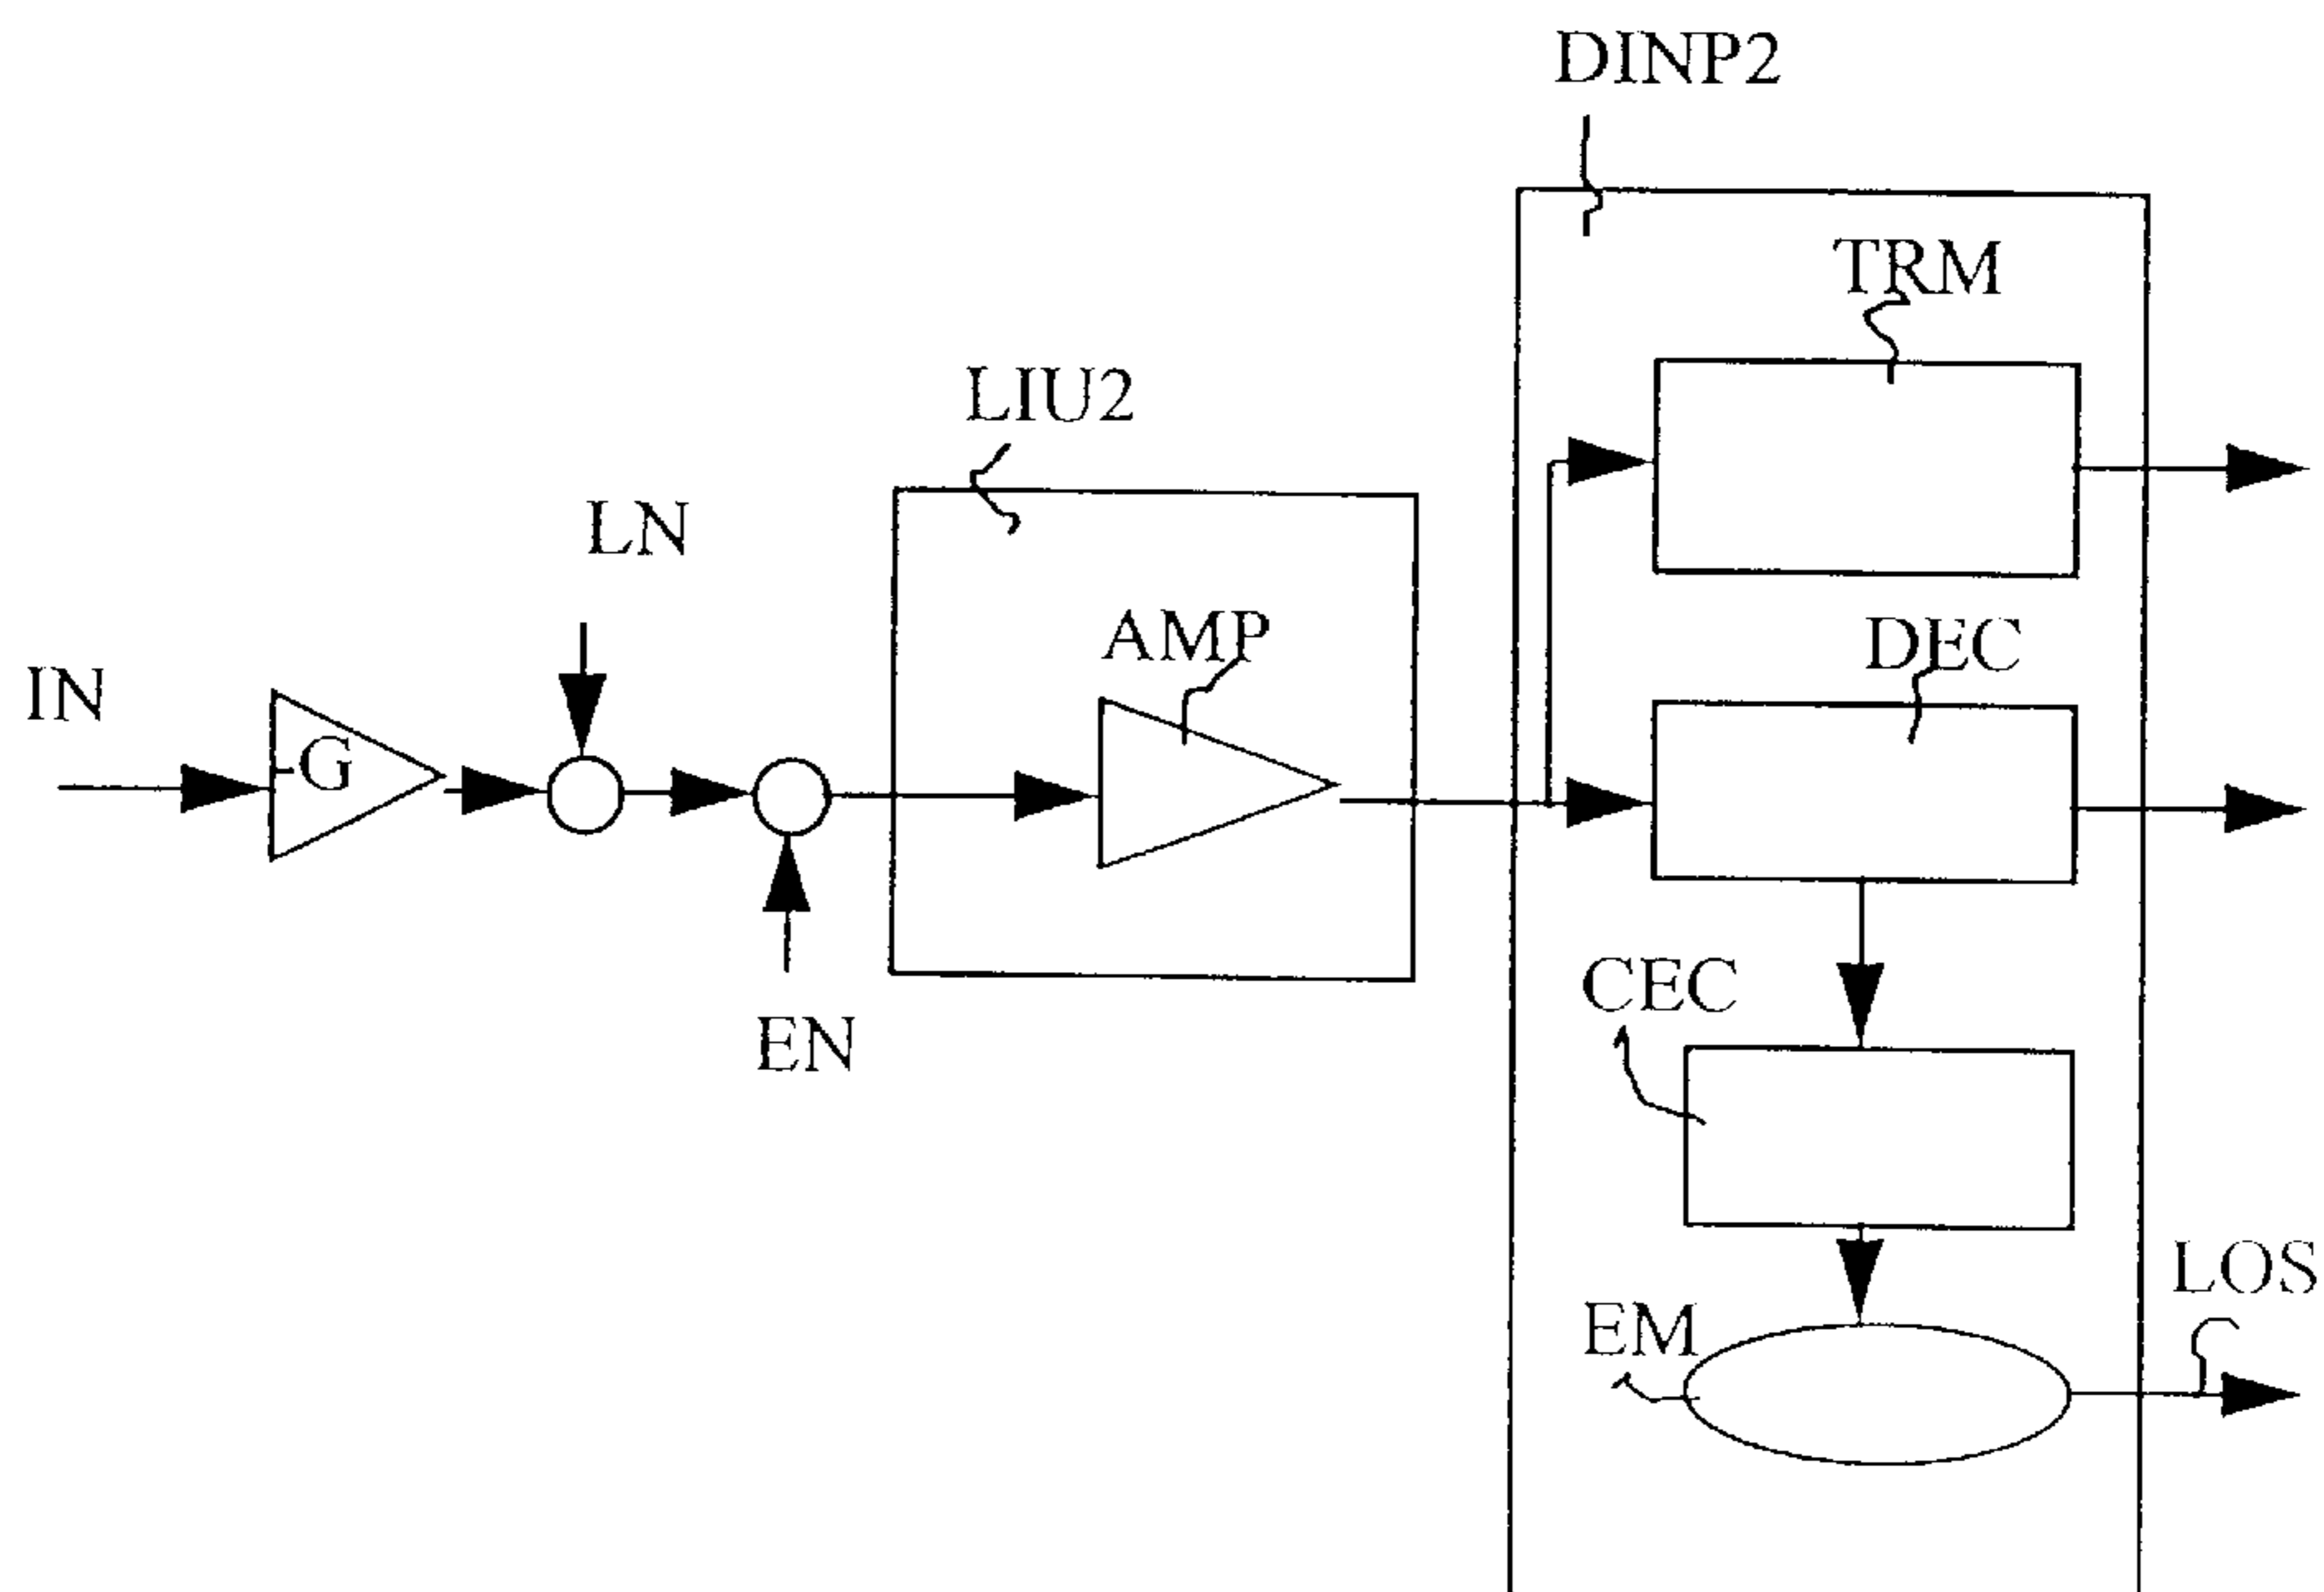 DINP2
TRM
LIU2
LN
AMP
DEC
IN
-G
CEC
EN
LOS
EM